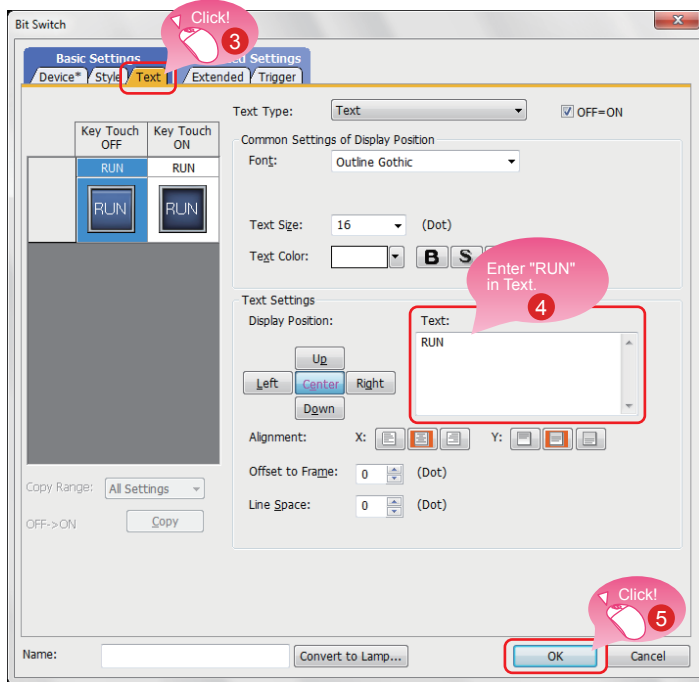 Bit Switch
Click!
3
Basic Settings
Settings
Device* Style Text Extended Trigger
Text Type: Text OFF=ON
Key Touch OFF Key Touch ON
RUN RUN
RUN RUN
Common Settings of Display Position
Font: Outline Gothic
Text Size: 16 (Dot)
Text Color: B S
Enter "RUN"
in Text.
4
Text Settings
Display Position: Text:
RUN
Up
Left Center Right
Down
Alignment: X: Y:
Offset to Frame: 0 (Dot)
Line Space: 0 (Dot)
Copy Range: All Settings
OFF->ON Copy
Click!
5
Name: Convert to Lamp... OK Cancel